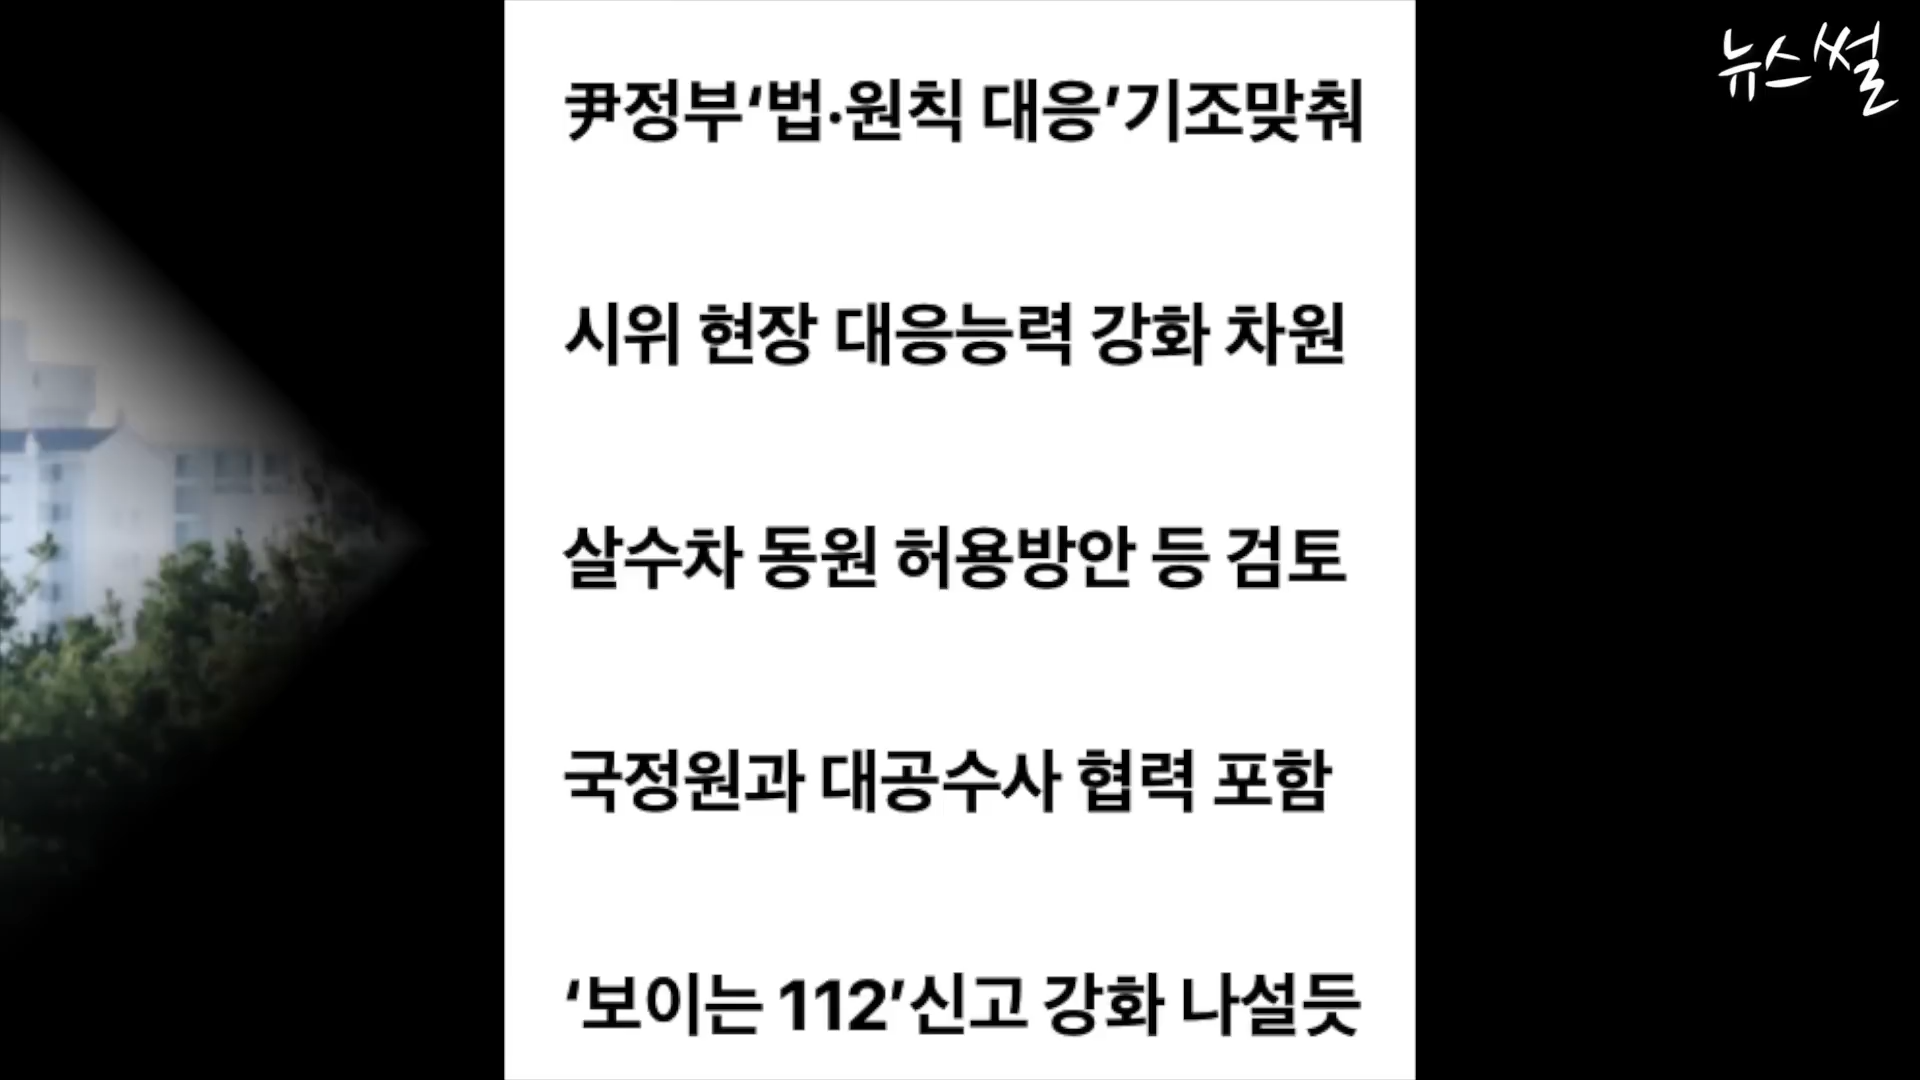 뉴스썰
尹정부‘법·원칙 대응’기조맞춰
시위 현장 대응능력 강화 차원
살수차 동원 허용방안 등 검토
국정원과 대공수사 협력 포함
‘보이는 112’신고 강화 나설듯